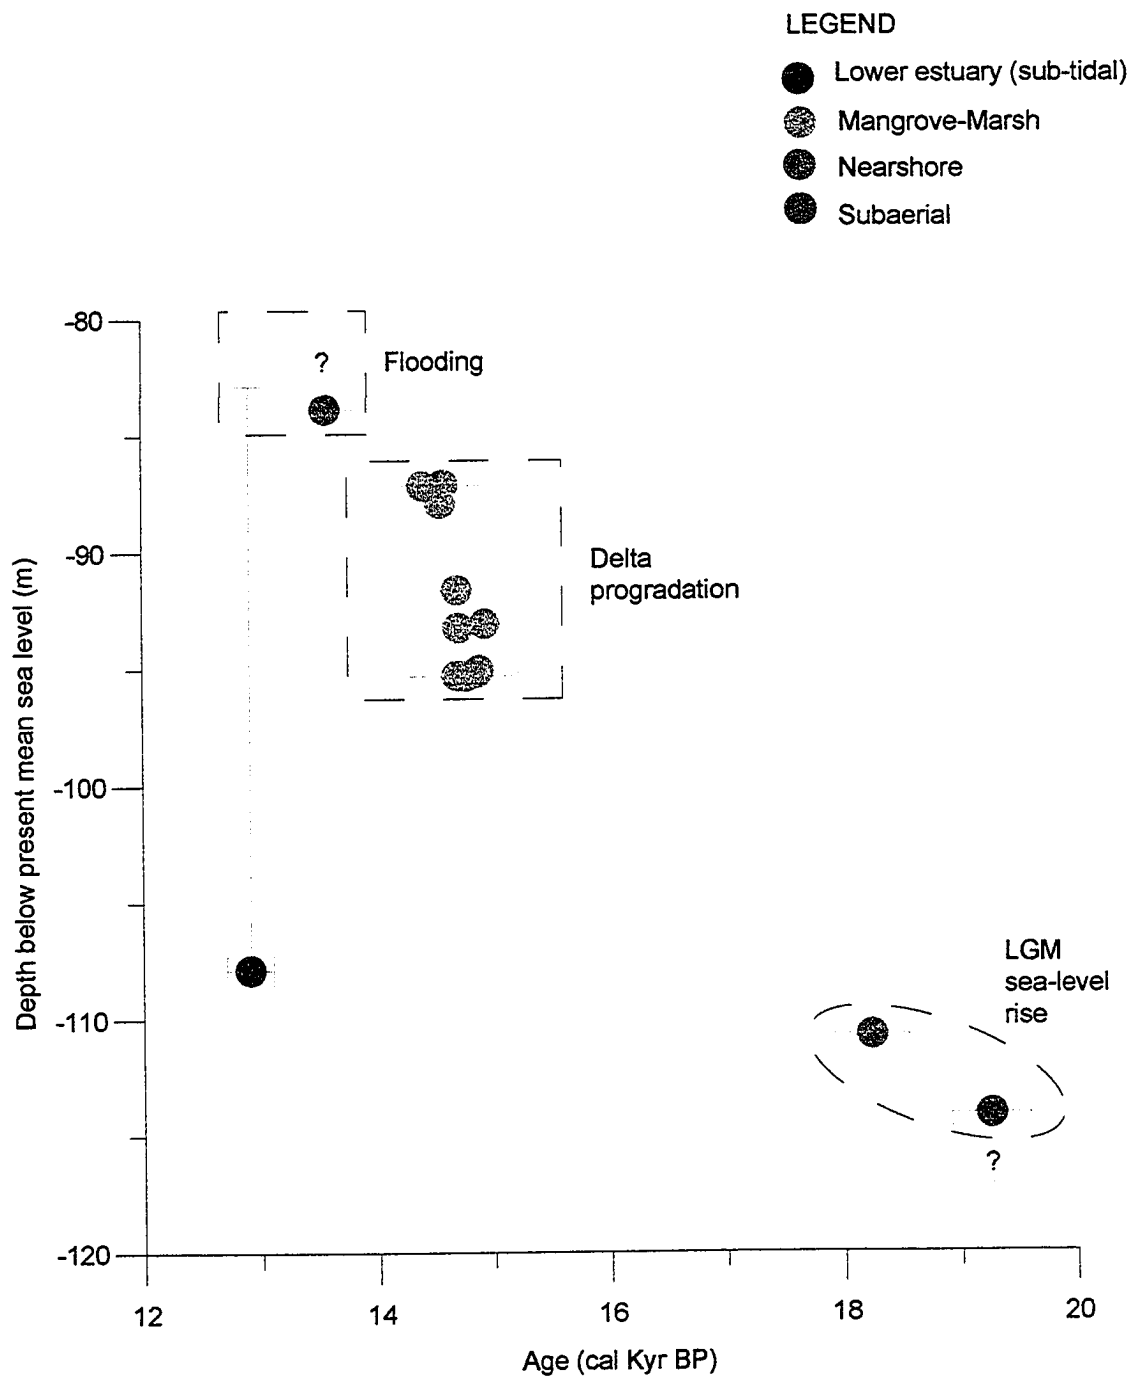 LEGEND
Lower estuary (sub-tidal)
Mangrove-Marsh
Nearshore
Subaerial
-80
?
Flooding
-90
Delta
progradation
Depth below present mean sea level (m)
-100
LGM
sea-level
rise
-110
?
-120
12
14
16
18
20
Age (cal Kyr BP)